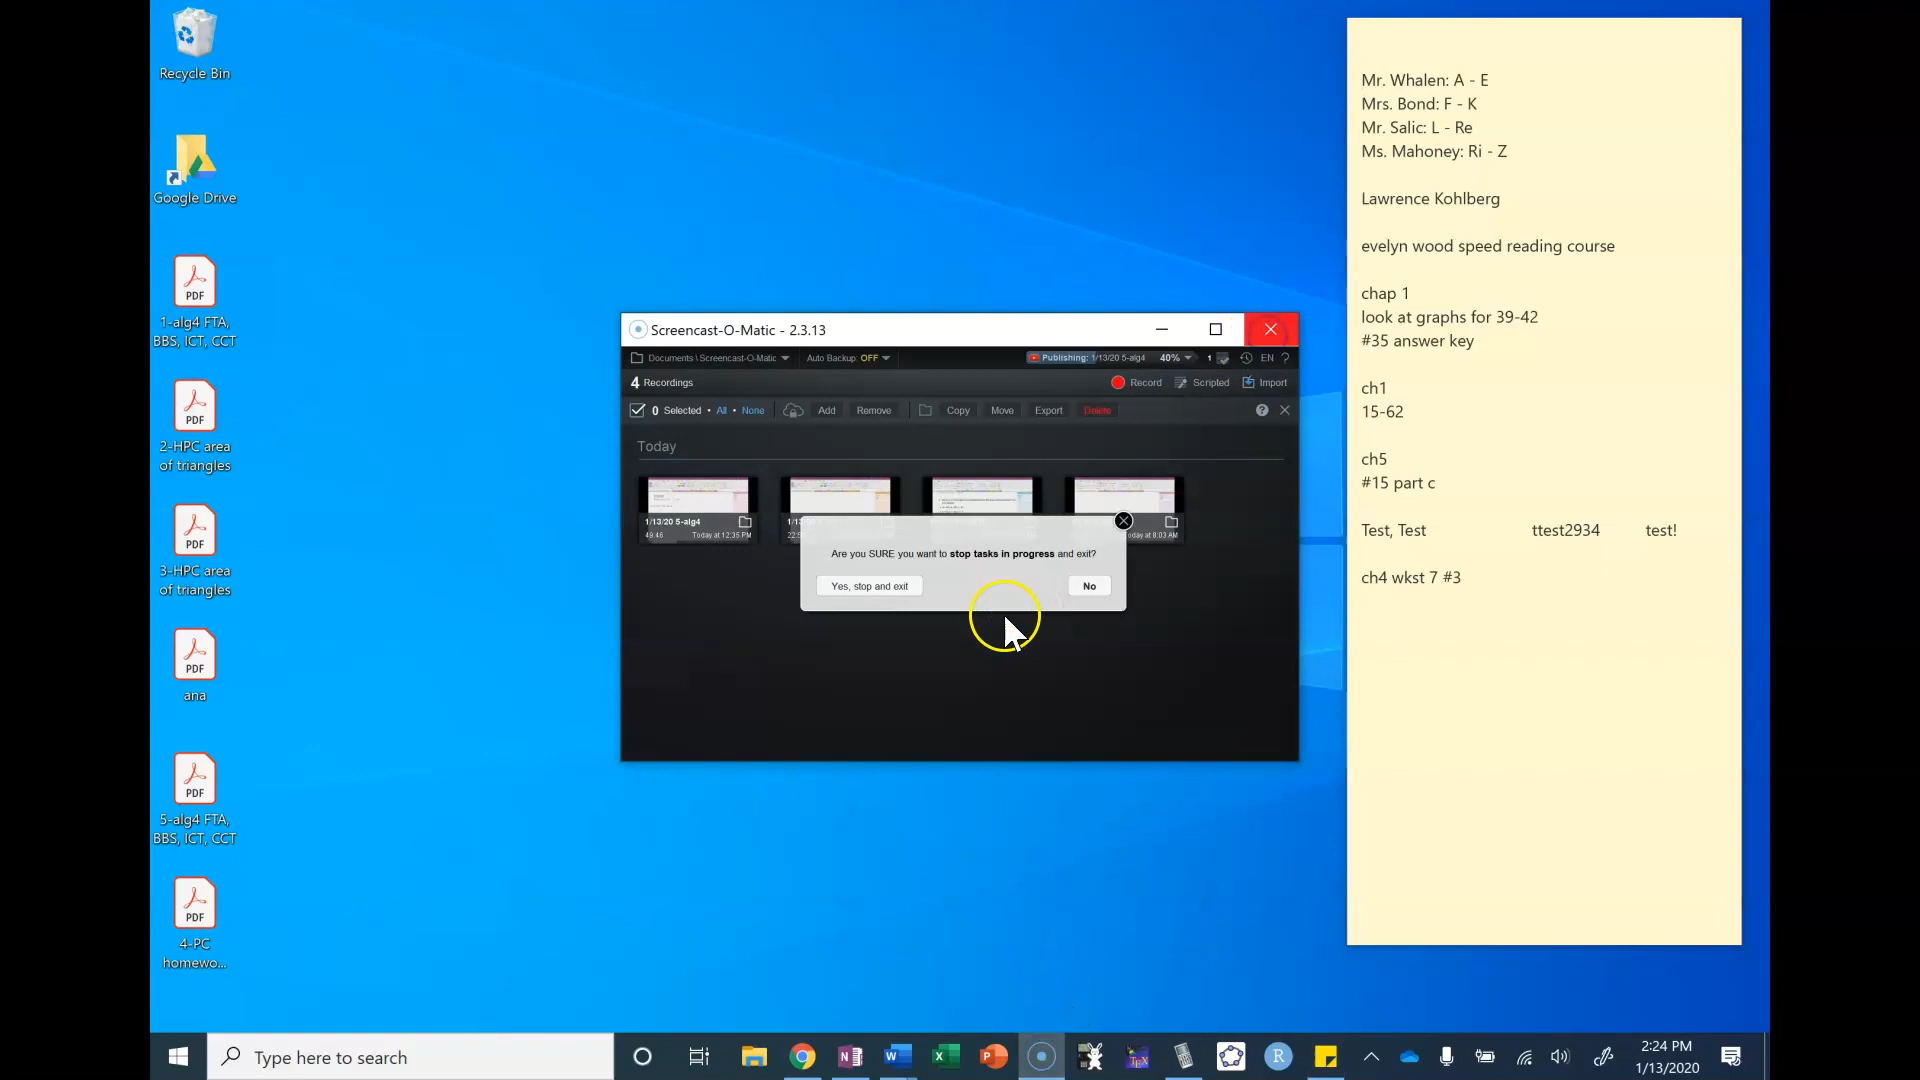 Recycle Bin
Google Drive
PDF
1-alg4 FTA,
BBS, ICT, CCT
PDF
2-HPC area
of triangles
PDF
3-HPC area
of triangles
PDF
ana
PDF
5-alg4 FTA,
BBS, ICT, CCT
PDF
4-PC
homewo...
Screencast-O-Matic - 2.3.13
Documents \ Screencast-O-Matic Auto Backup: OFF Publishing: 1/13/20 5-alg4 40% 1 EN ?
4 Recordings Record Scripted Import
0 Selected • All • None Add Remove Copy Move Export Delete
Today
1/13/20 5-alg4
49:46 Today at 12:35 PM
at 8:03 AM
Are you SURE you want to stop tasks in progress and exit?
Yes, stop and exit No
Mr. Whalen: A - E
Mrs. Bond: F - K
Mr. Salic: L - Re
Ms. Mahoney: Ri - Z
Lawrence Kohlberg
evelyn wood speed reading course
chap 1
look at graphs for 39-42
#35 answer key
ch1
15-62
ch5
#15 part c
Test, Test ttest2934 test!
ch4 wkst 7 #3
Type here to search
2:24 PM
1/13/2020